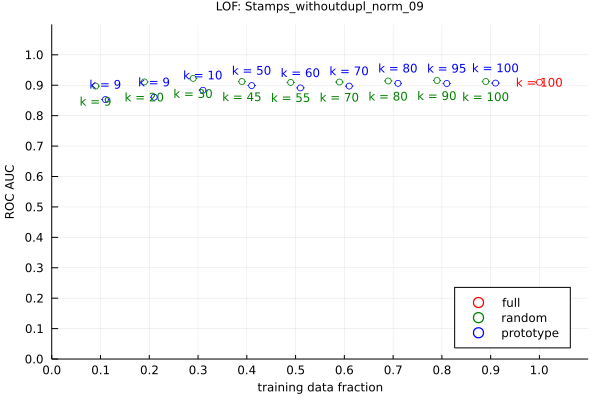 LOF: Stamps_withoutdupl_norm_09
ROC AUC
1.0
0.9
0.8
0.7
0.6
0.5
0.4
0.3
0.2
0.1
0.0
k = 9
k = 9
k = 10
k = 50
k = 60
k = 70
k = 80
k = 95
k = 100
k = 100
k = 9
k = 20
k = 30
k = 45
k = 55
k = 70
k = 80
k = 90
k = 100
full
random
prototype
0.0 0.1 0.2 0.3 0.4 0.5 0.6 0.7 0.8 0.9 1.0
training data fraction